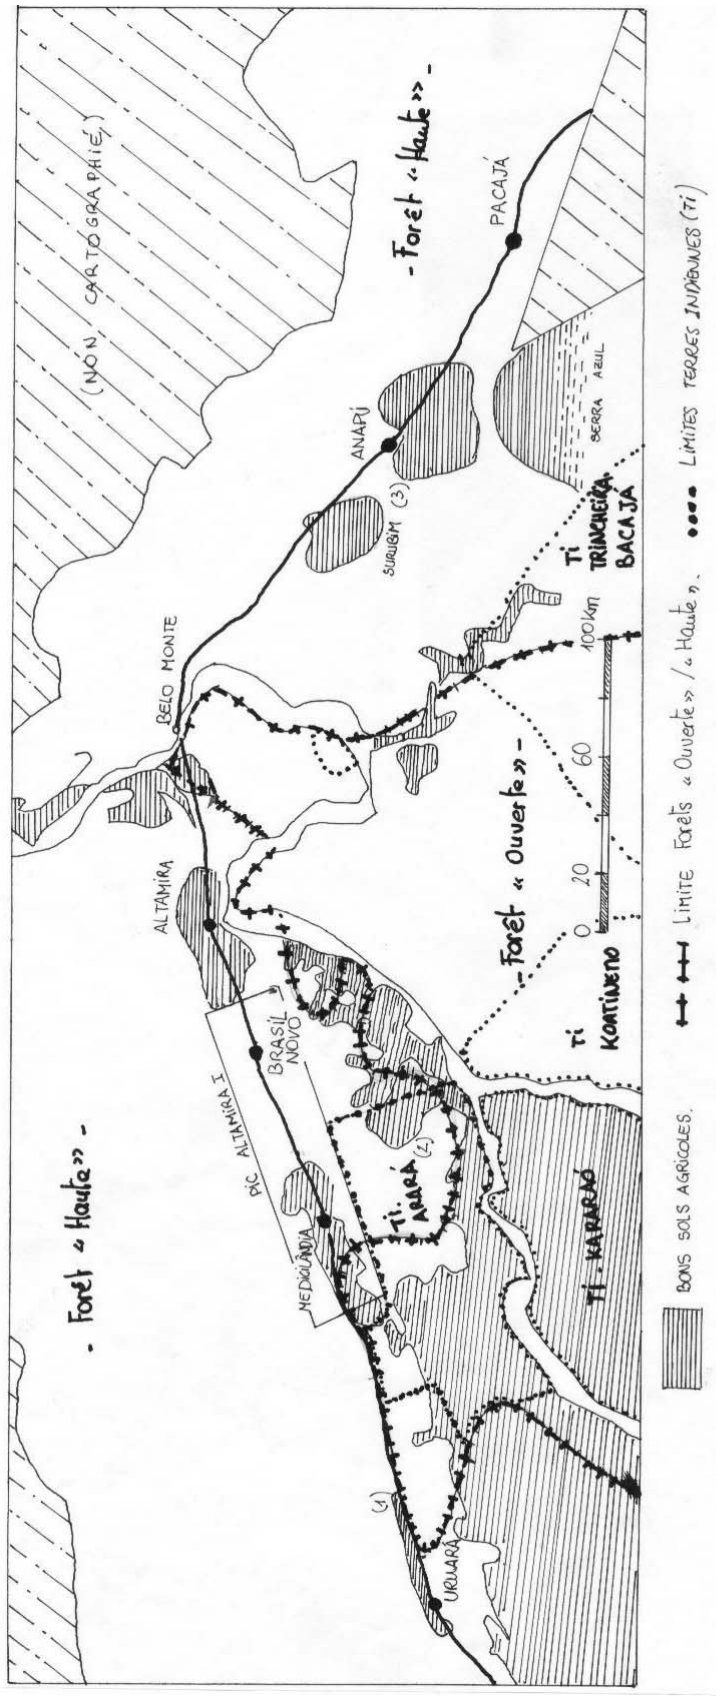 (NON CARTOGRAPHIÉ,)
- Forêt « Haute » -
- Forêt « Haute » -
PACAJÁ
ANAPÚ
(3)
SURUBIM
SERRA AZUL
BELO MONTE
ALTAMIRA
BRASIL
NOVO
PIC ALTAMIRA I
MEDICILÂNDIA
(1)
URUARÁ
Ti.
ARARÁ
(2)
Ti. KARARAÔ
Ti
KOATINEMO
- Forêt « Ouverte » -
Ti
TRINCHEIRA.
BACAJÁ
0 20 60 100 Km
BONS SOLS AGRICOLES.
LIMITE Forêts « Ouverte » / « Haute ».
LIMITES TERRES INDIENNES (Ti)